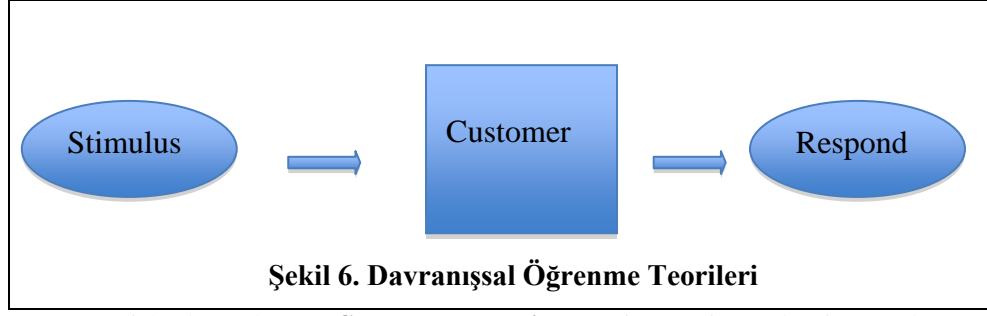 Stimulus
Customer
Respond
Şekil 6. Davranışsal Öğrenme Teorileri